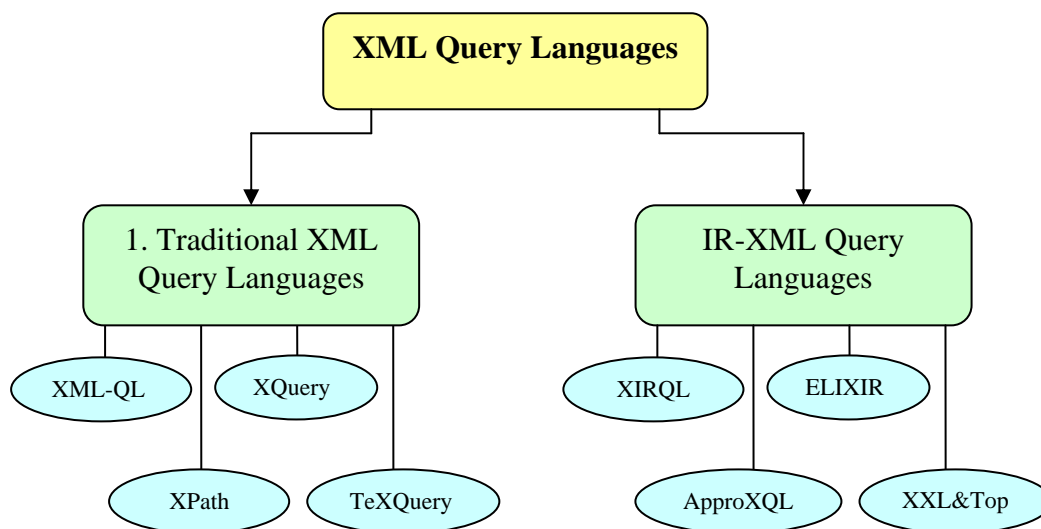 XML Query Languages
1. Traditional XML
Query Languages
IR-XML Query
Languages
XML-QL
XQuery
XIRQL
ELIXIR
XPath
TeXQuery
ApproXQL
XXL&Top